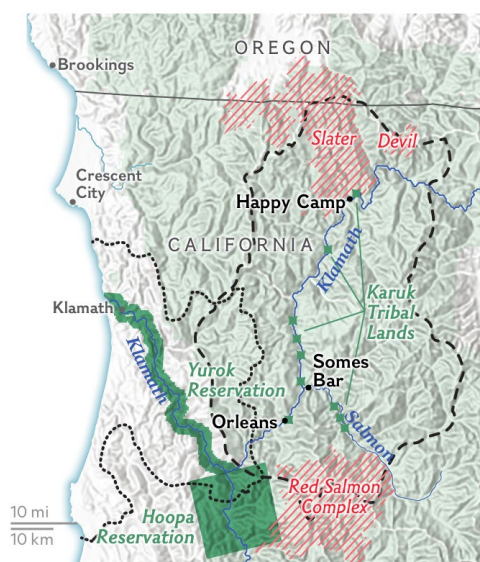 OREGON
Brookings
Slater
Devil
Crescent
City
Happy Camp
CALIFORNIA
Klamath
Karuk
Tribal
Lands
Klamath
Klamath
Yurok
Reservation
Somes
Bar
Orleans
Salmon
Red Salmon
Complex
Hoopa
Reservation
10 mi
10 km